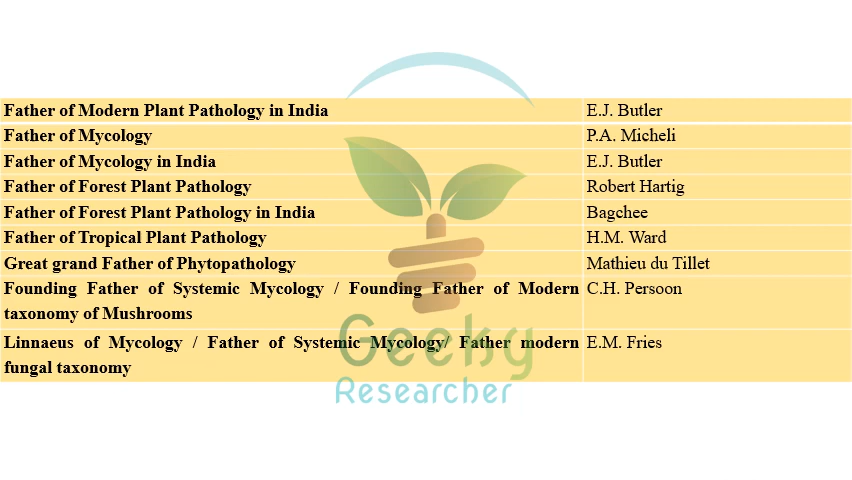 Father of Modern Plant Pathology in India E.J. Butler
Father of Mycology P.A. Micheli
Father of Mycology in India E.J. Butler
Father of Forest Plant Pathology Robert Hartig
Father of Forest Plant Pathology in India Bagchee
Father of Tropical Plant Pathology H.M. Ward
Great grand Father of Phytopathology Mathieu du Tillet
Founding Father of Systemic Mycology / Founding Father of Modern C.H. Persoon
taxonomy of Mushrooms
Linnaeus of Mycology / Father of Systemic Mycology/ Father modern E.M. Fries
fungal taxonomy
Geeky
Researcher